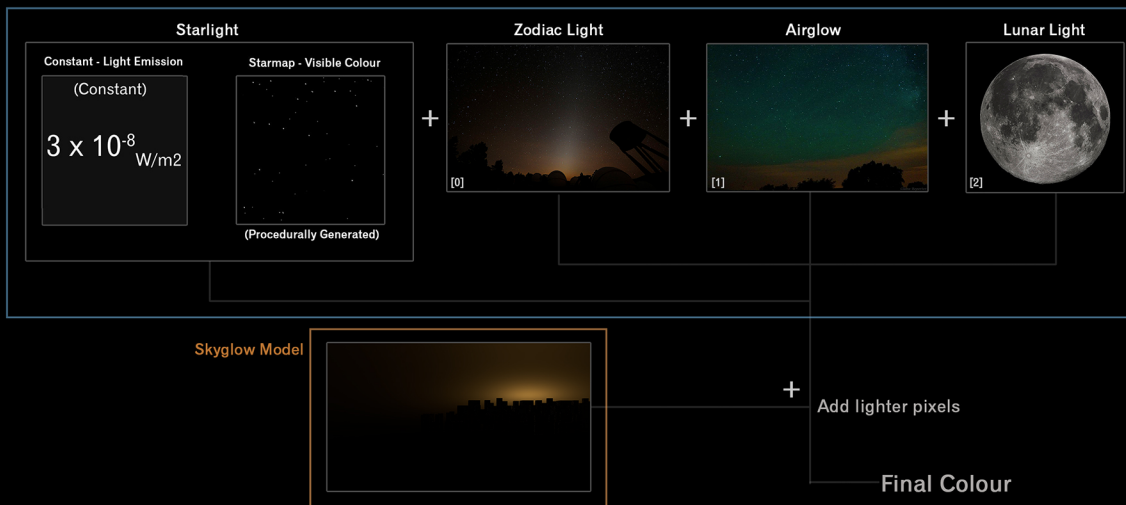 Starlight
Zodiac Light
Airglow
Lunar Light
Constant - Light Emission
Starmap - Visible Colour
(Constant)
3 x 10-8 W/m2
(Procedurally Generated)
+
+
+
[0]
[1]
[2]
Skyglow Model
+
Add lighter pixels
Final Colour